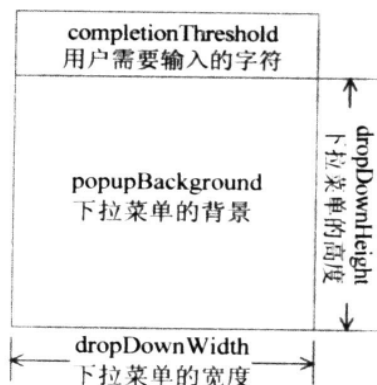 completionThreshold
用户需要输入的字符
popupBackground
下拉菜单的背景
dropDownHeight
下拉菜单的高度
dropDownWidth
下拉菜单的宽度